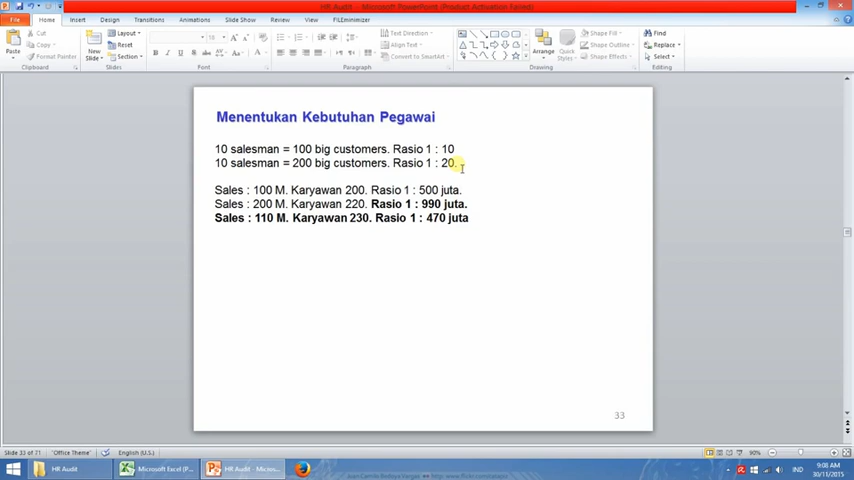 HR Audit - Microsoft PowerPoint (Product Activation Failed)
File Home Insert Design Transitions Animations Slide Show Review View FILEminimizer
Paste
Cut
Copy
Format Painter
Clipboard
New
Slide
Layout
Reset
Section
Slides
18
Font
Text Direction
Align Text
Convert to SmartArt
Paragraph
Arrange
Quick
Styles
Shape Fill
Shape Outline
Shape Effects
Drawing
Find
Replace
Select
Editing
Menentukan Kebutuhan Pegawai
10 salesman = 100 big customers. Rasio 1 : 10
10 salesman = 200 big customers. Rasio 1 : 20.
Sales : 100 M. Karyawan 200. Rasio 1 : 500 juta.
Sales : 200 M. Karyawan 220. Rasio 1 : 990 juta.
Sales : 110 M. Karyawan 230. Rasio 1 : 470 juta
33
Slide 33 of 71 "Office Theme" English (U.S.) 90%
HR Audit Microsoft Excel (P... HR Audit - Micros... IND 9:08 AM
30/11/2015